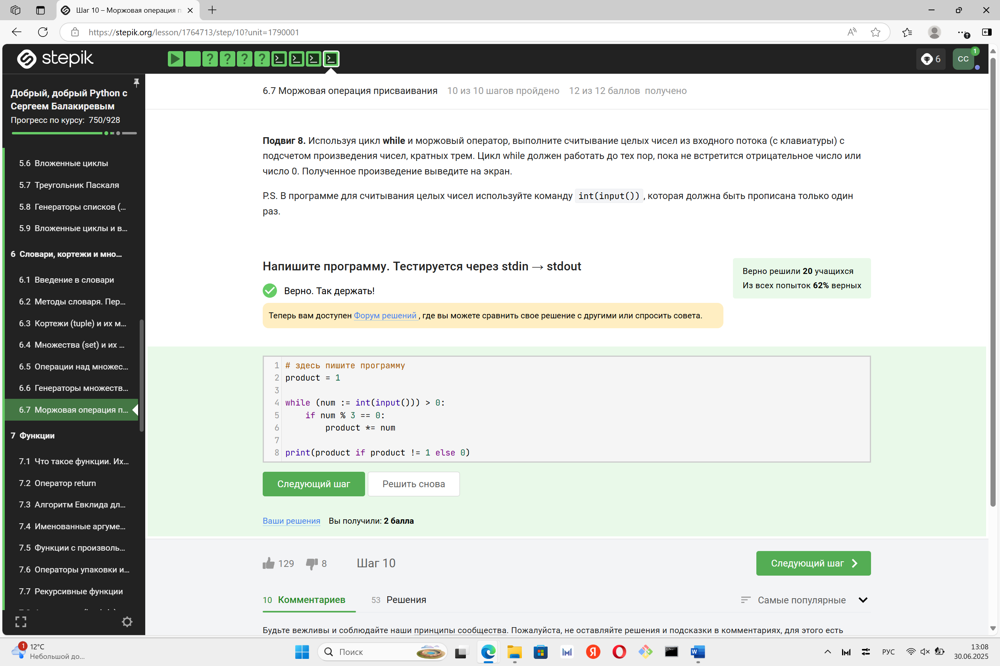 Шаг 10 – Моржовая операция п
https://stepik.org/lesson/1764713/step/10?unit=1790001
stepik
? ? ? ?
6
CC
1
Добрый, добрый Python с
Сергеем Балакиревым
Прогресс по курсу: 750/928
5.6 Вложенные циклы
5.7 Треугольник Паскаля
5.8 Генераторы списков (...
5.9 Вложенные циклы и в...
6 Словари, кортежи и мно...
6.1 Введение в словари
6.2 Методы словаря. Пер...
6.3 Кортежи (tuple) и их м...
6.4 Множества (set) и их ...
6.5 Операции над множес...
6.6 Генераторы множеств...
6.7 Моржовая операция п...
7 Функции
7.1 Что такое функции. Их...
7.2 Оператор return
7.3 Алгоритм Евклида дл...
7.4 Именованные аргуме...
7.5 Функции с произволь...
7.6 Операторы упаковки и...
7.7 Рекурсивные функции
6.7 Моржовая операция присваивания 10 из 10 шагов пройдено 12 из 12 баллов получено
Подвиг 8. Используя цикл while и моржовый оператор, выполните считывание целых чисел из входного потока (с клавиатуры) с
подсчетом произведения чисел, кратных трем. Цикл while должен работать до тех пор, пока не встретится отрицательное число или
число 0. Полученное произведение выведите на экран.
P.S. В программе для считывания целых чисел используйте команду int(input()), которая должна быть прописана только один
раз.
Напишите программу. Тестируется через stdin → stdout
Верно. Так держать!
Теперь вам доступен Форум решений , где вы можете сравнить свое решение с другими или спросить совета.
Верно решили 20 учащихся
Из всех попыток 62% верных
1 # здесь пишите программу
2 product = 1
3
4 while (num := int(input())) > 0:
5     if num % 3 == 0:
6         product *= num
7
8 print(product if product != 1 else 0)
Следующий шаг
Решить снова
Ваши решения Вы получили: 2 балла
129 8 Шаг 10
Следующий шаг
10 Комментариев 53 Решения
Самые популярные
Будьте вежливы и соблюдайте наши принципы сообщества. Пожалуйста, не оставляйте решения и подсказки в комментариях, для этого есть
1
12°C
Небольшой до...
Поиск
РУС
13:08
30.06.2025